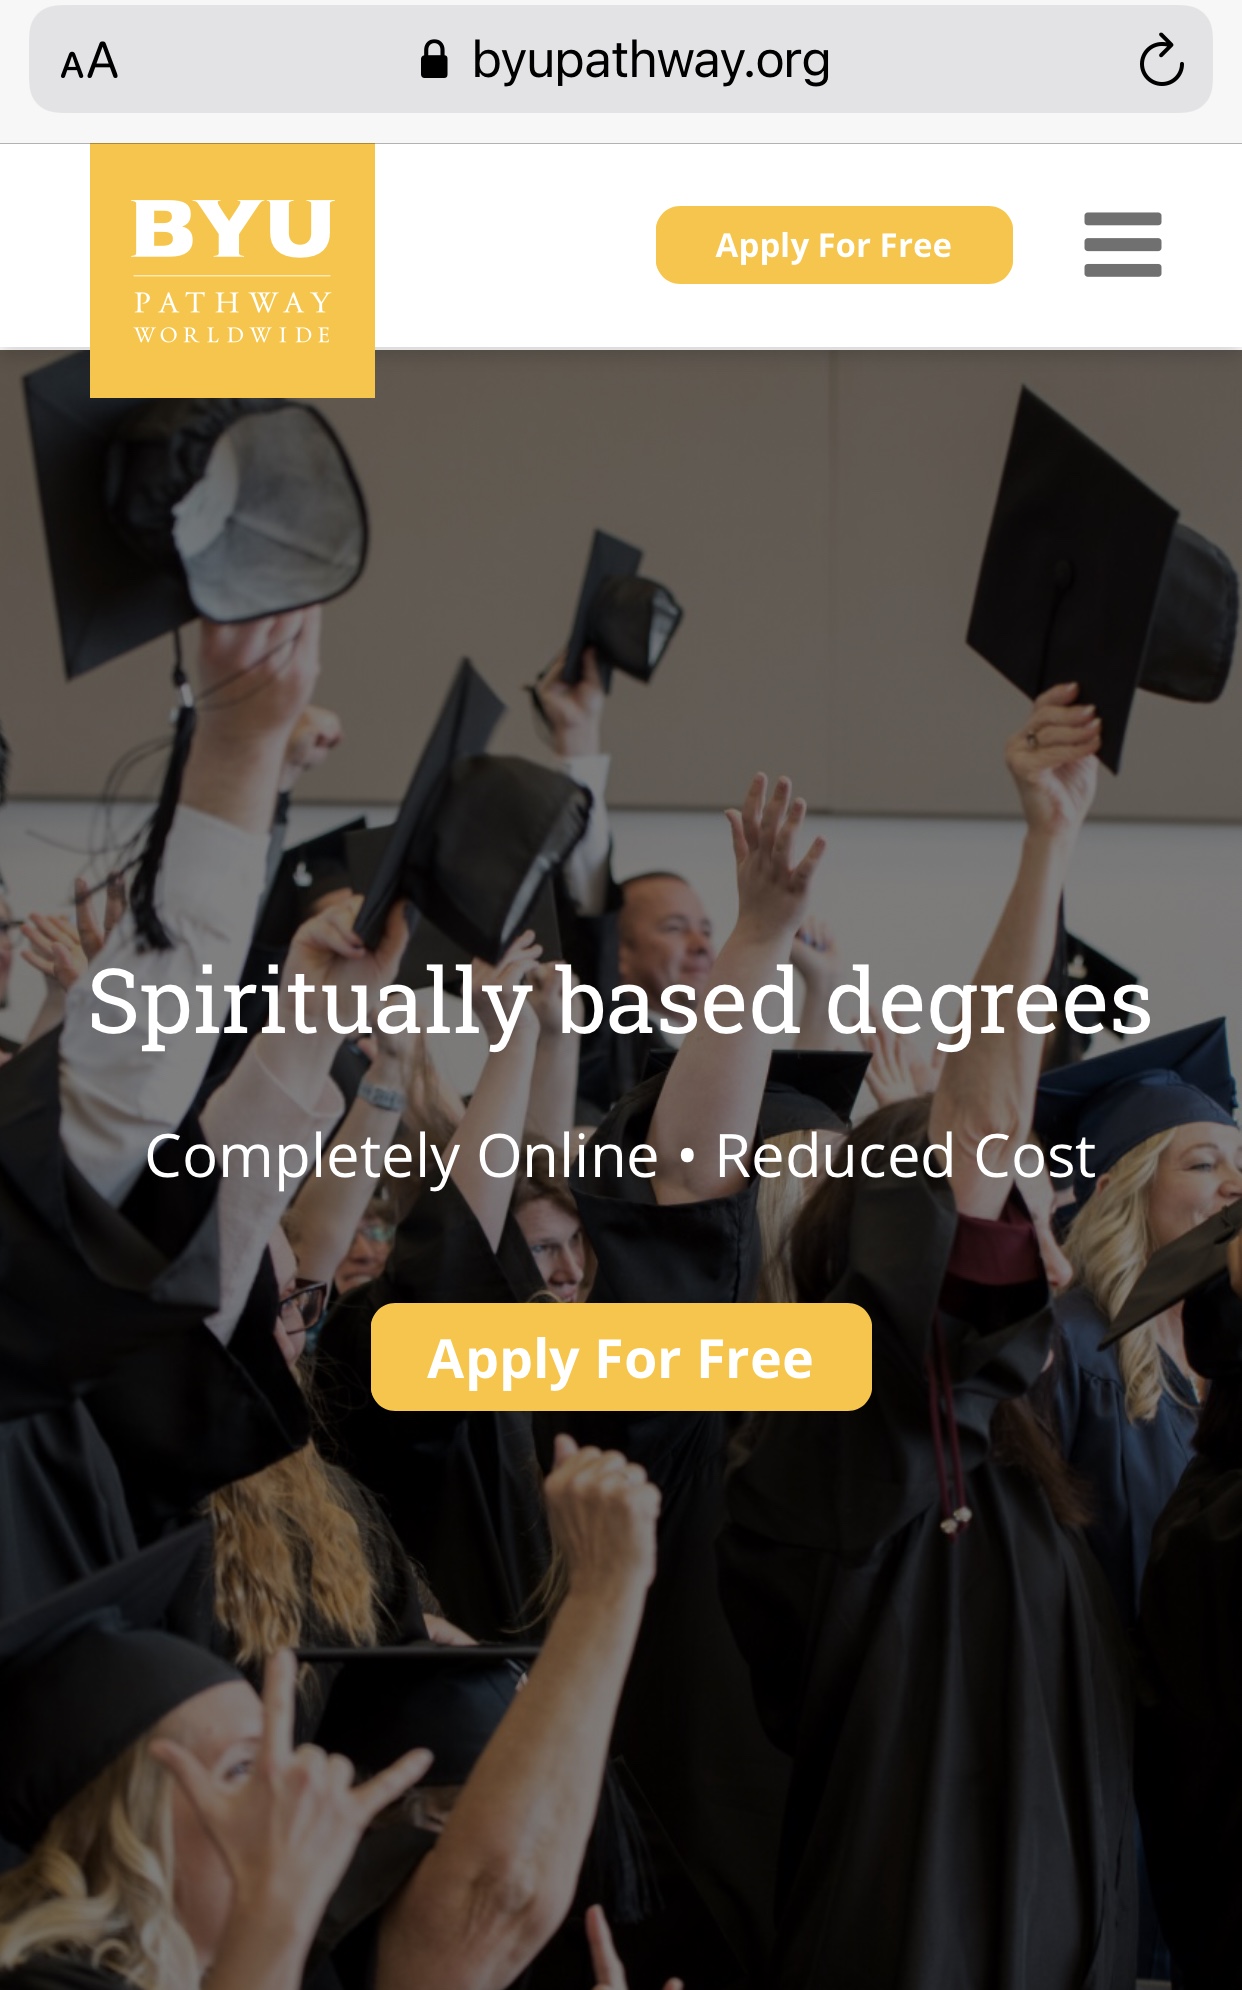 AA
byupathway.org
BYU
PATHWAY
WORLDWIDE
Apply For Free
Spiritually based degrees
Completely Online • Reduced Cost
Apply For Free